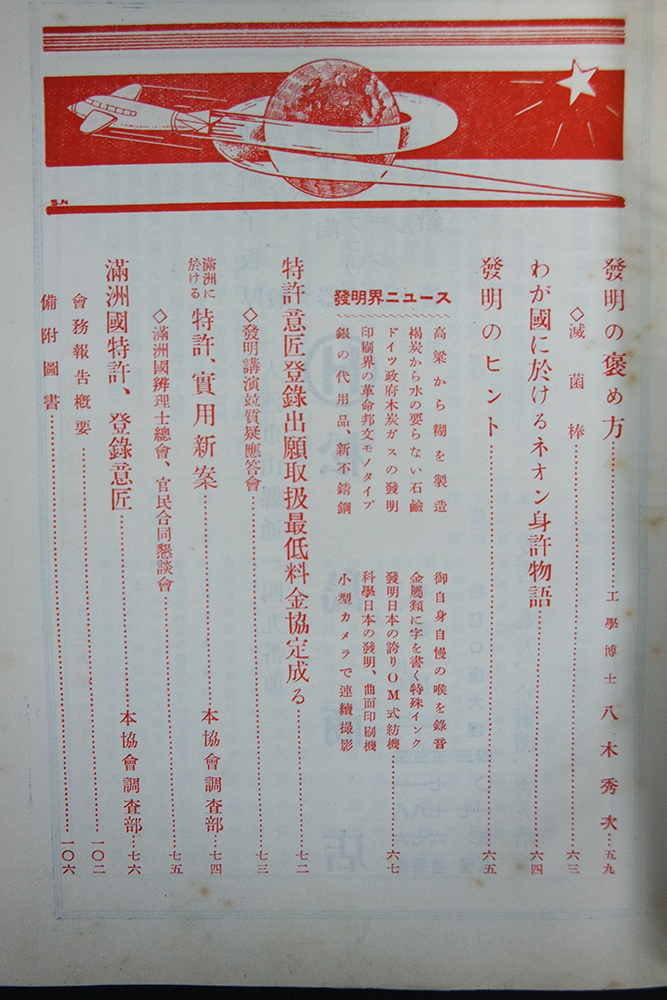 S.N
發明の褒め方……工學博士 八木秀次…五九
◇滅菌棒……六三
わが國に於けるネオン身許物語……六四
發明のヒント……六五
發明界ニュース……六七
高粱から糊を製造
褐炭から水の要らない石鹼
ドイツ政府木炭ガスの發明
印刷界の革命邦文モノタイプ
銀の代用品、新不銹鋼
御自身自慢の喉を錄音
金屬類に字を書く特殊インク
發明日本の誇りOM式紡機
科學日本の發明、曲面印刷機
小型カメラで連續撮影
特許意匠登錄出願取扱最低料金協定成る……七二
◇發明講演竝質疑應答會……七三
滿洲に於ける特許、實用新案……本協會調査部…七四
◇滿洲國辨理士總會、官民合同懇談會……七五
滿洲國特許、登錄意匠……本協會調査部…七六
會務報告槪要……一〇二
備附圖書……一〇六